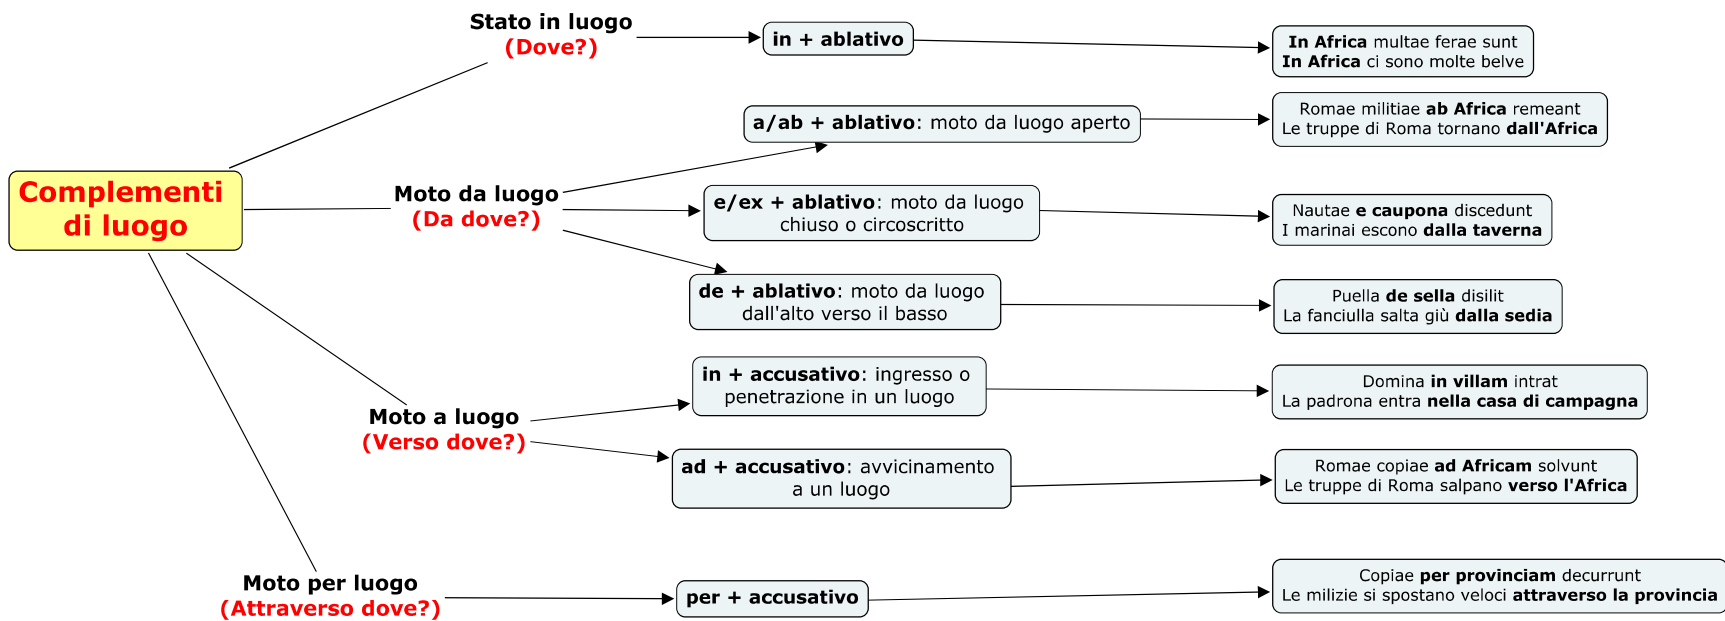 Complementi
di luogo
Stato in luogo
(Dove?)
in + ablativo
In Africa multae ferae sunt
In Africa ci sono molte belve
Moto da luogo
(Da dove?)
a/ab + ablativo: moto da luogo aperto
Romae militiae ab Africa remeant
Le truppe di Roma tornano dall'Africa
e/ex + ablativo: moto da luogo
chiuso o circoscritto
Nautae e caupona discedunt
I marinai escono dalla taverna
de + ablativo: moto da luogo
dall'alto verso il basso
Puella de sella disilit
La fanciulla salta giù dalla sedia
Moto a luogo
(Verso dove?)
in + accusativo: ingresso o
penetrazione in un luogo
Domina in villam intrat
La padrona entra nella casa di campagna
ad + accusativo: avvicinamento
a un luogo
Romae copiae ad Africam solvunt
Le truppe di Roma salpano verso l'Africa
Moto per luogo
(Attraverso dove?)
per + accusativo
Copiae per provinciam decurrunt
Le milizie si spostano veloci attraverso la provincia